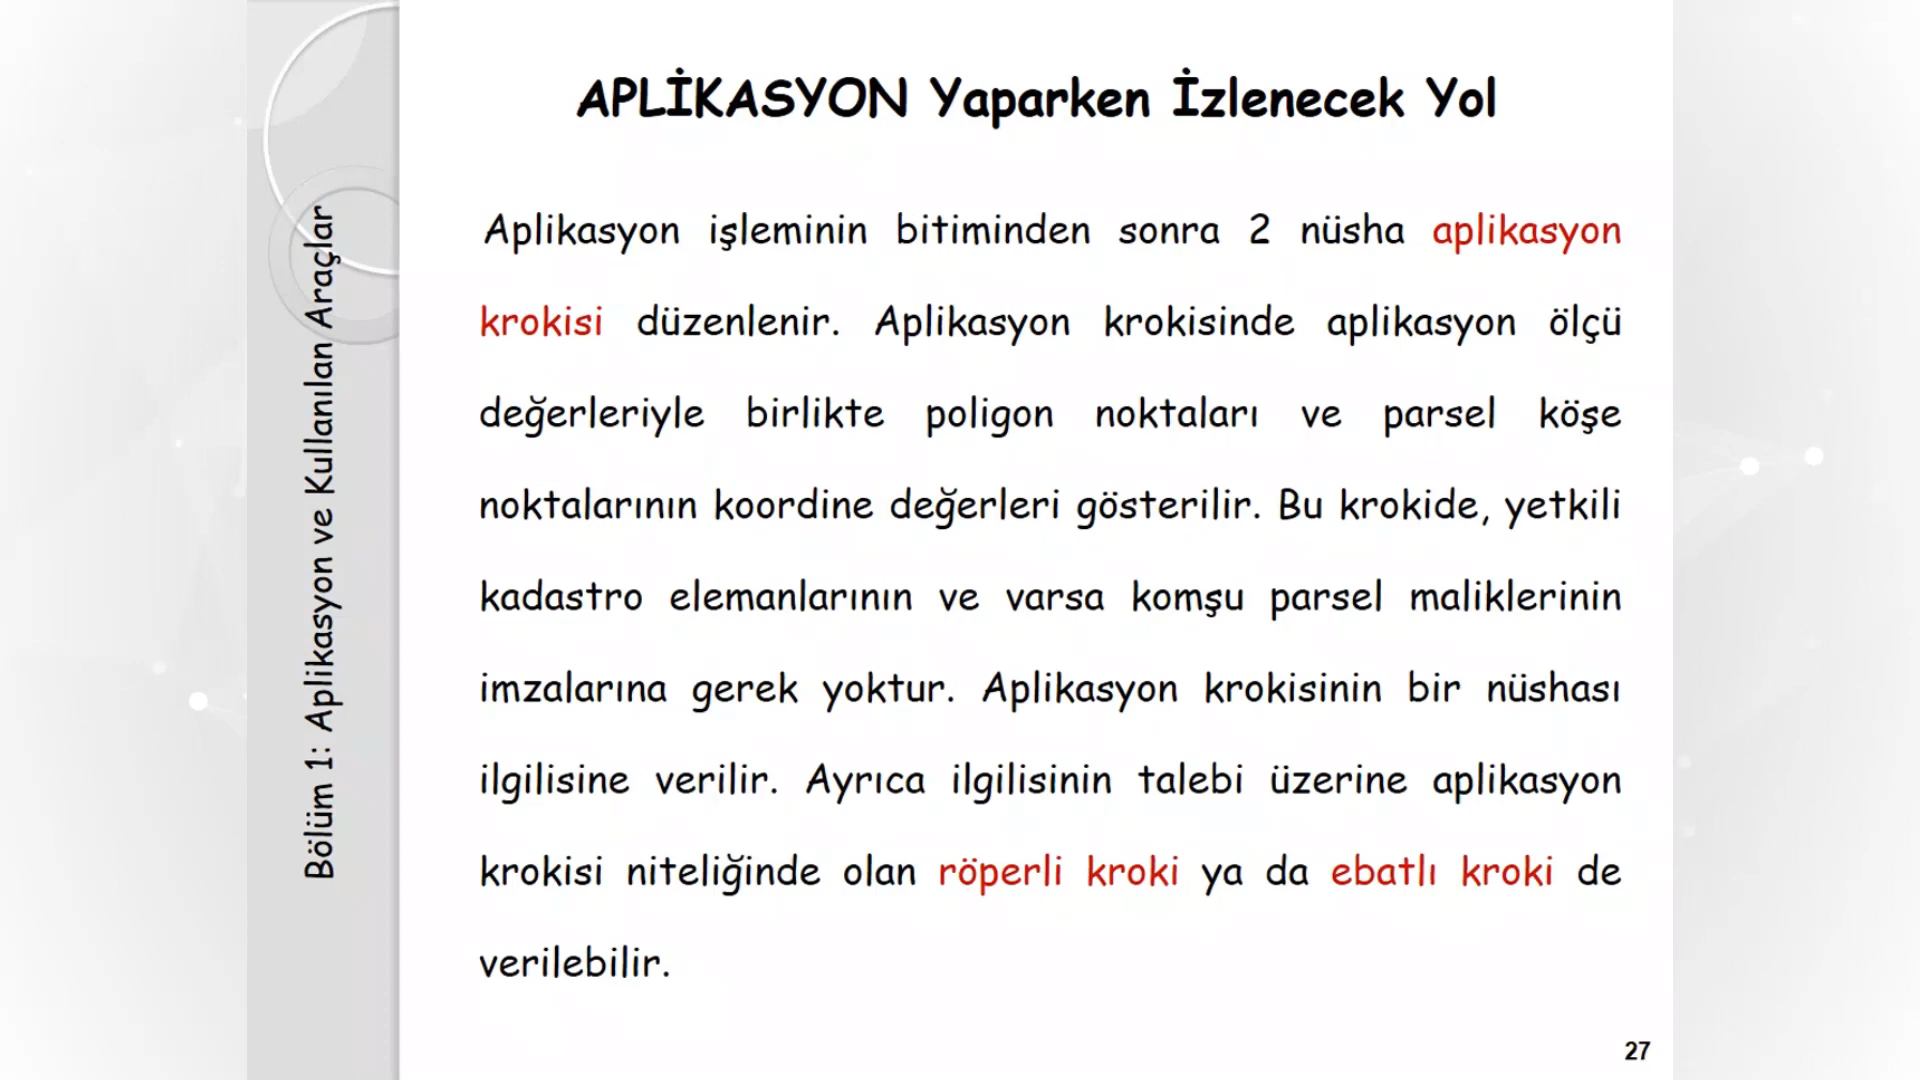 APLİKASYON Yaparken İzlenecek Yol
Bölüm 1: Aplikasyon ve Kullanılan Araçlar
Aplikasyon işleminin bitiminden sonra 2 nüsha aplikasyon
krokisi düzenlenir. Aplikasyon krokisinde aplikasyon ölçü
değerleriyle birlikte poligon noktaları ve parsel köşe
noktalarının koordine değerleri gösterilir. Bu krokide, yetkili
kadastro elemanlarının ve varsa komşu parsel maliklerinin
imzalarına gerek yoktur. Aplikasyon krokisinin bir nüshası
ilgilisine verilir. Ayrıca ilgilisinin talebi üzerine aplikasyon
krokisi niteliğinde olan röperli kroki ya da ebatlı kroki de
verilebilir.
27